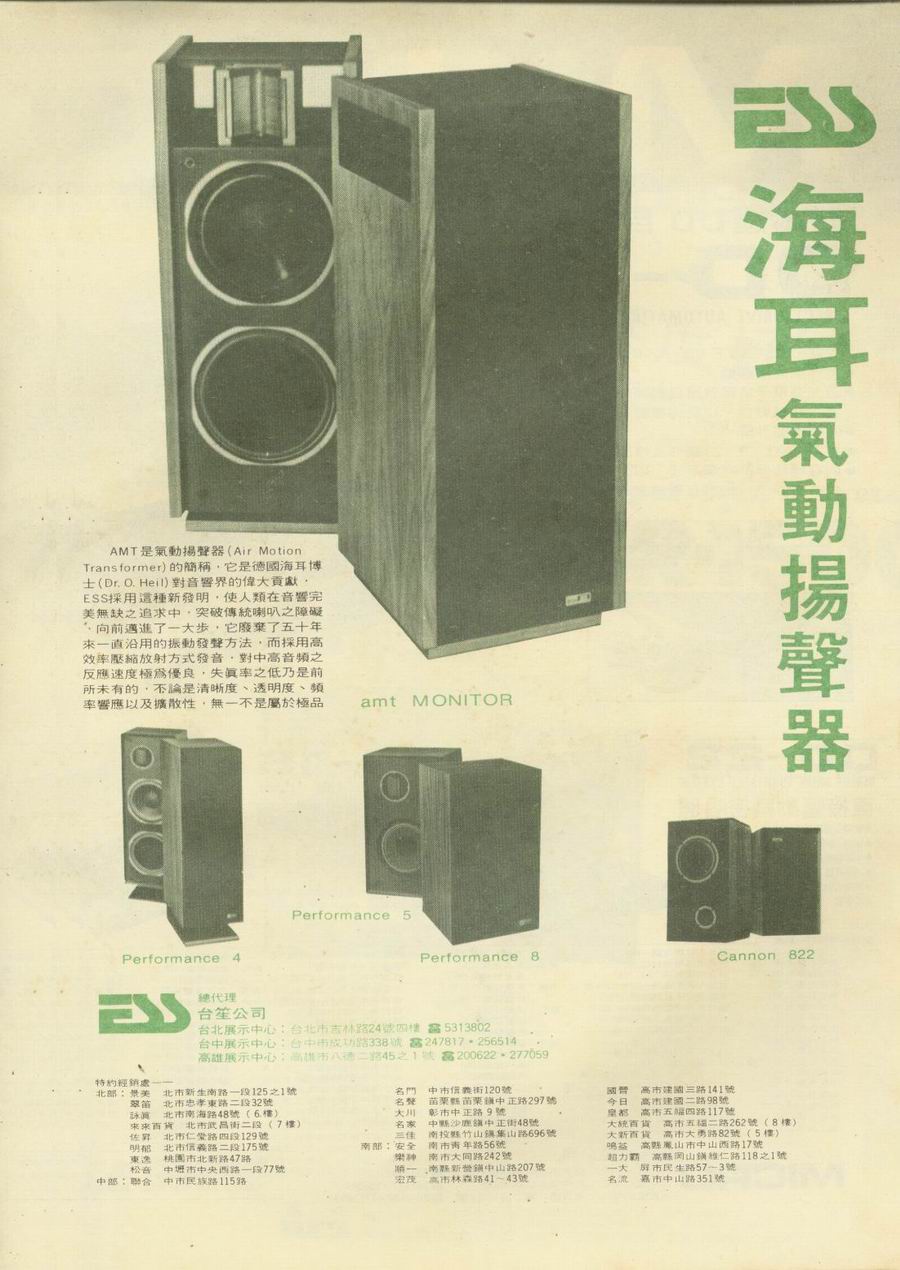 ESS
海耳氣動揚聲器
AMT是氣動揚聲器(Air Motion
Transformer)的簡稱,它是德國海耳博
士(Dr. O. Heil)對音響界的偉大貢獻,
ESS採用這種新發明,使人類在音響完
美無缺之追求中,突破傳統喇叭之障礙
,向前邁進了一大步,它廢棄了五十年
來一直沿用的振動發聲方法,而採用高
效率壓縮放射方式發音,對中高音頻之
反應速度極爲優良,失眞率之低乃是前
所未有的,不論是清晰度、透明度、頻
率響應以及擴散性,無一不是屬於極品
amt MONITOR
Performance 4
Performance 5
Performance 8
Cannon 822
ESS
總代理
台笙公司
台北展示中心:台北市吉林路24號四樓 ☎5313802
台中展示中心:台中市成功路338號 ☎247817・256514
高雄展示中心:高雄市八德二路45之1號 ☎200622・277059
特約經銷處——
北部:景美 北市新生南路一段125之1號
翠笛 北市忠孝東路二段32號
詠眞 北市南海路48號(6樓)
來來百貨 北市武昌街二段(7樓)
佐昇 北市仁愛路四段129號
明郁 北市信義路二段175號
東逸 桃園市北新路47路
松音 中壢市中央西路一段77號
中部:聯合 中市民族路115路
名門 中市信義街120號
名聲 苗栗縣苗栗鎭中正路297號
大川 彰市中正路9號
名家 中縣沙鹿鎭中正街48號
三佳 南投縣竹山鎭集山路696號
南部:安全 南市靑年路56號
樂神 南市大同路242號
順一 南縣新營鎭中山路207號
宏茂 高市林森路41~43號
國聲 高市建國三路141號
今日 高市建國二路98號
皇都 高市五福四路117號
大統百貨 高市五福二路262號(8樓)
大新百貨 高市大勇路82號(5樓)
鳴益 高縣鳳山市中山西路17號
超力霸 高縣岡山鎭維仁路118之1號
一大 屛市民生路57~3號
名流 嘉市中山路351號